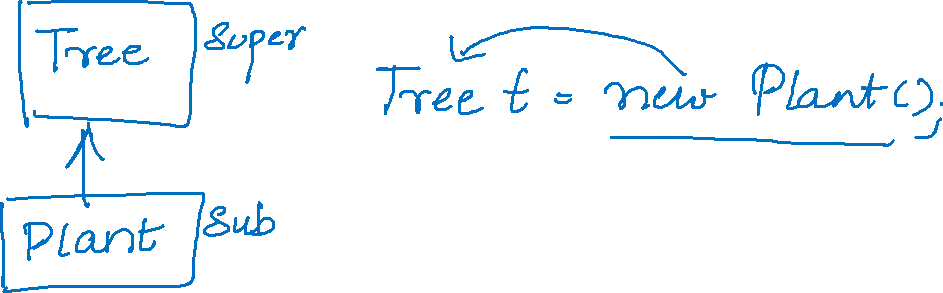 Tree super
Tree t = new Plant();
Plant sub